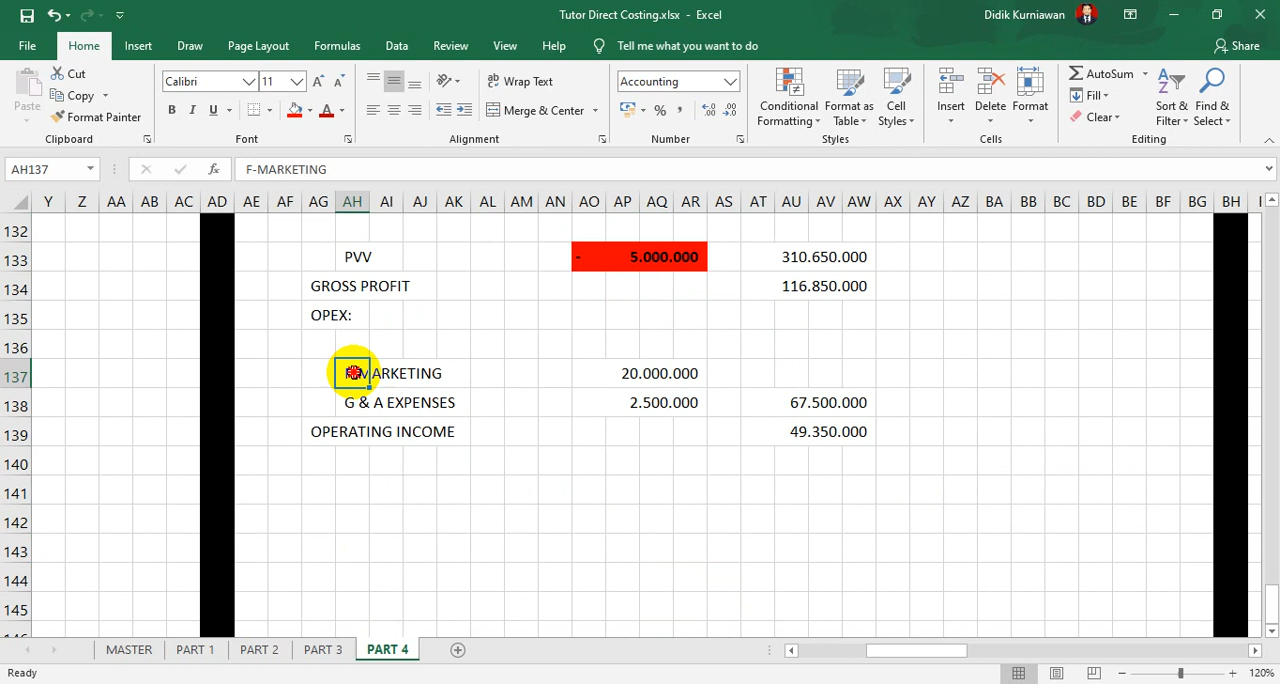 Tutor Direct Costing.xlsx - Excel
Didik Kurniawan
File Home Insert Draw Page Layout Formulas Data Review View Help Tell me what you want to do Share
Paste
Cut
Copy
Format Painter
Clipboard
Calibri 11
B I U
Font
Wrap Text
Merge & Center
Alignment
Accounting
%
Number
Conditional Formatting
Format as Table
Cell Styles
Styles
Insert Delete Format
Cells
AutoSum
Fill
Clear
Sort & Filter
Find & Select
Editing
AH137 fx F-MARKETING
Y Z AA AB AC AD AE AF AG AH AI AJ AK AL AM AN AO AP AQ AR AS AT AU AV AW AX AY AZ BA BB BC BD BE BF BG BH
132
133 PVV - 5.000.000 310.650.000
134 GROSS PROFIT 116.850.000
135 OPEX:
136
137 F-MARKETING 20.000.000
138 G & A EXPENSES 2.500.000 67.500.000
139 OPERATING INCOME 49.350.000
140
141
142
143
144
145
MASTER PART 1 PART 2 PART 3 PART 4
Ready 120%